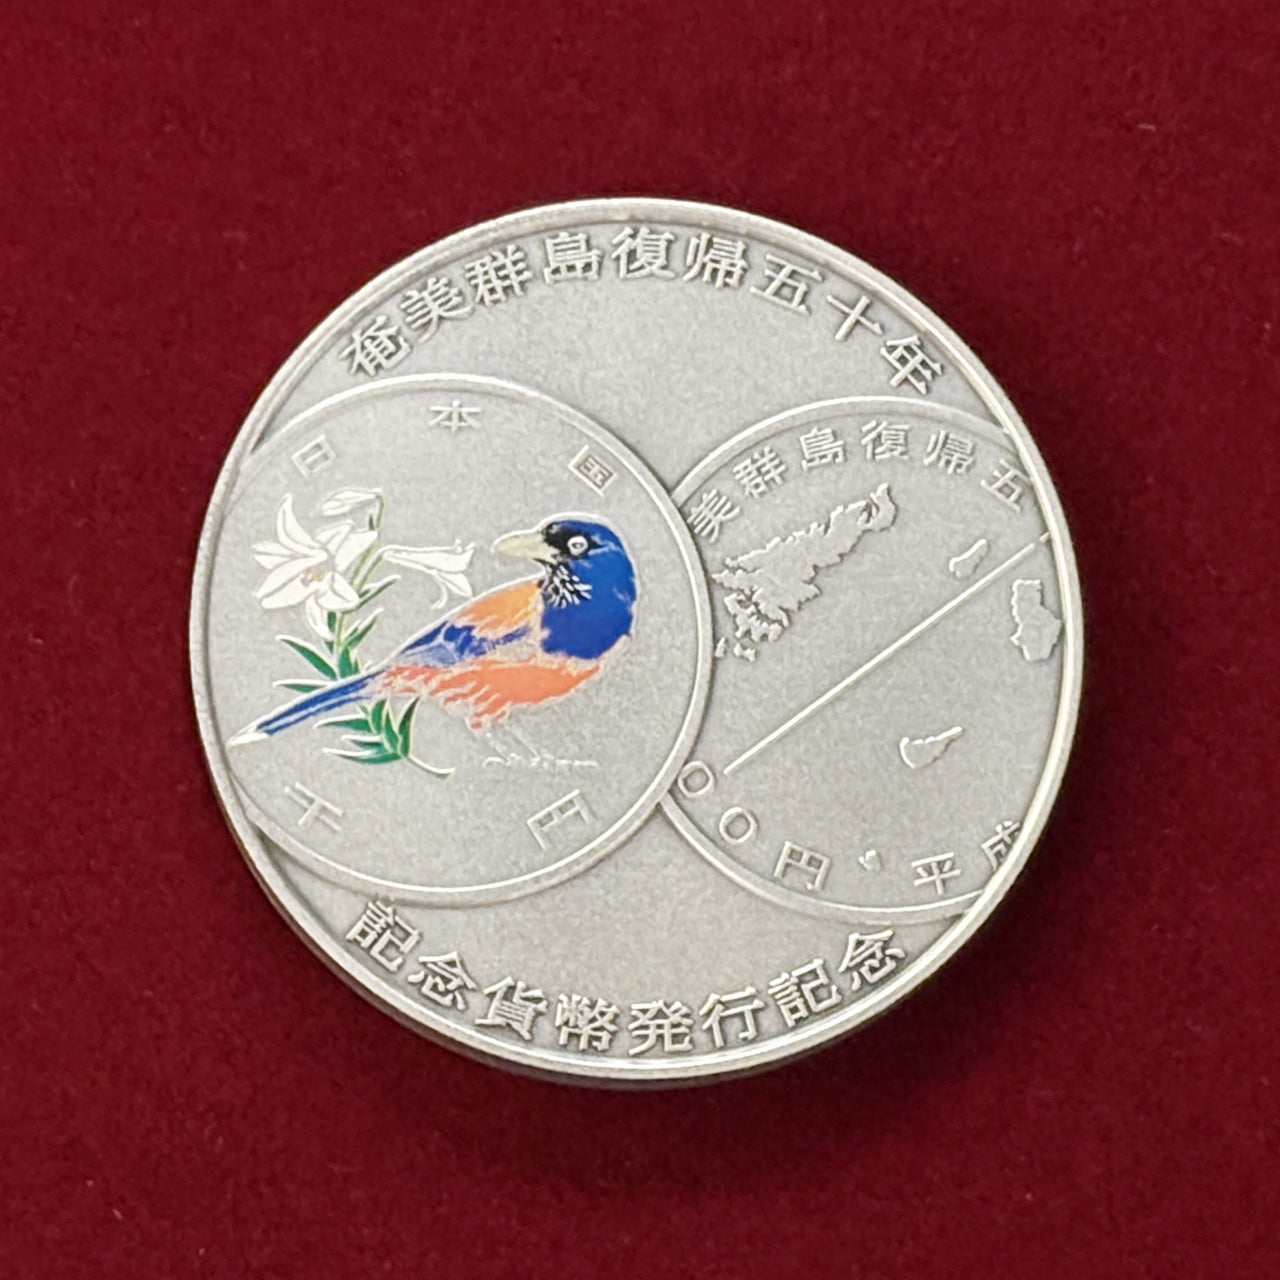 奄美群島復帰五十年
日本国
千円
美群島復帰五
〇〇円 平成
記念貨幣発行記念